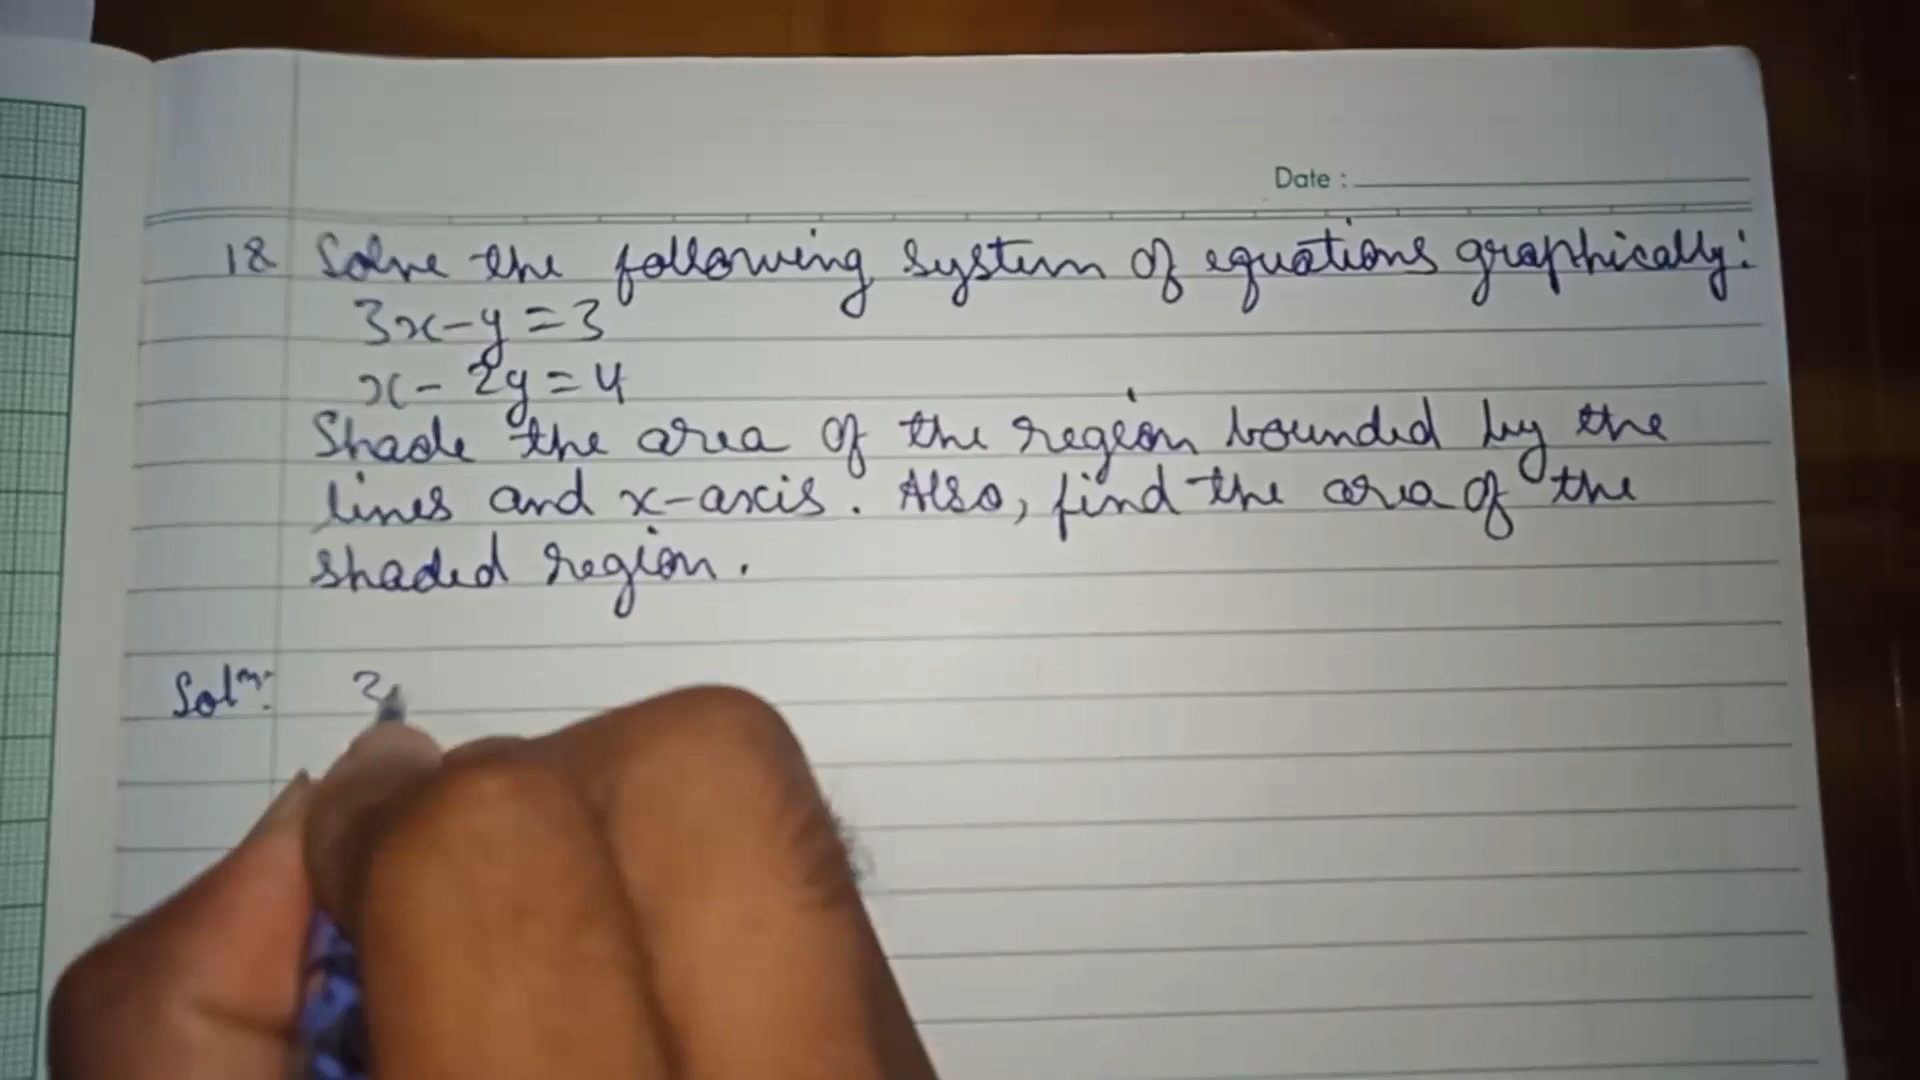 Date :
18 Solve the following system of equations graphically:
3x-y=3
x-2y=4
Shade the area of the region bounded by the
lines and x-axis. Also, find the area of the
shaded region.
Solⁿ: 3